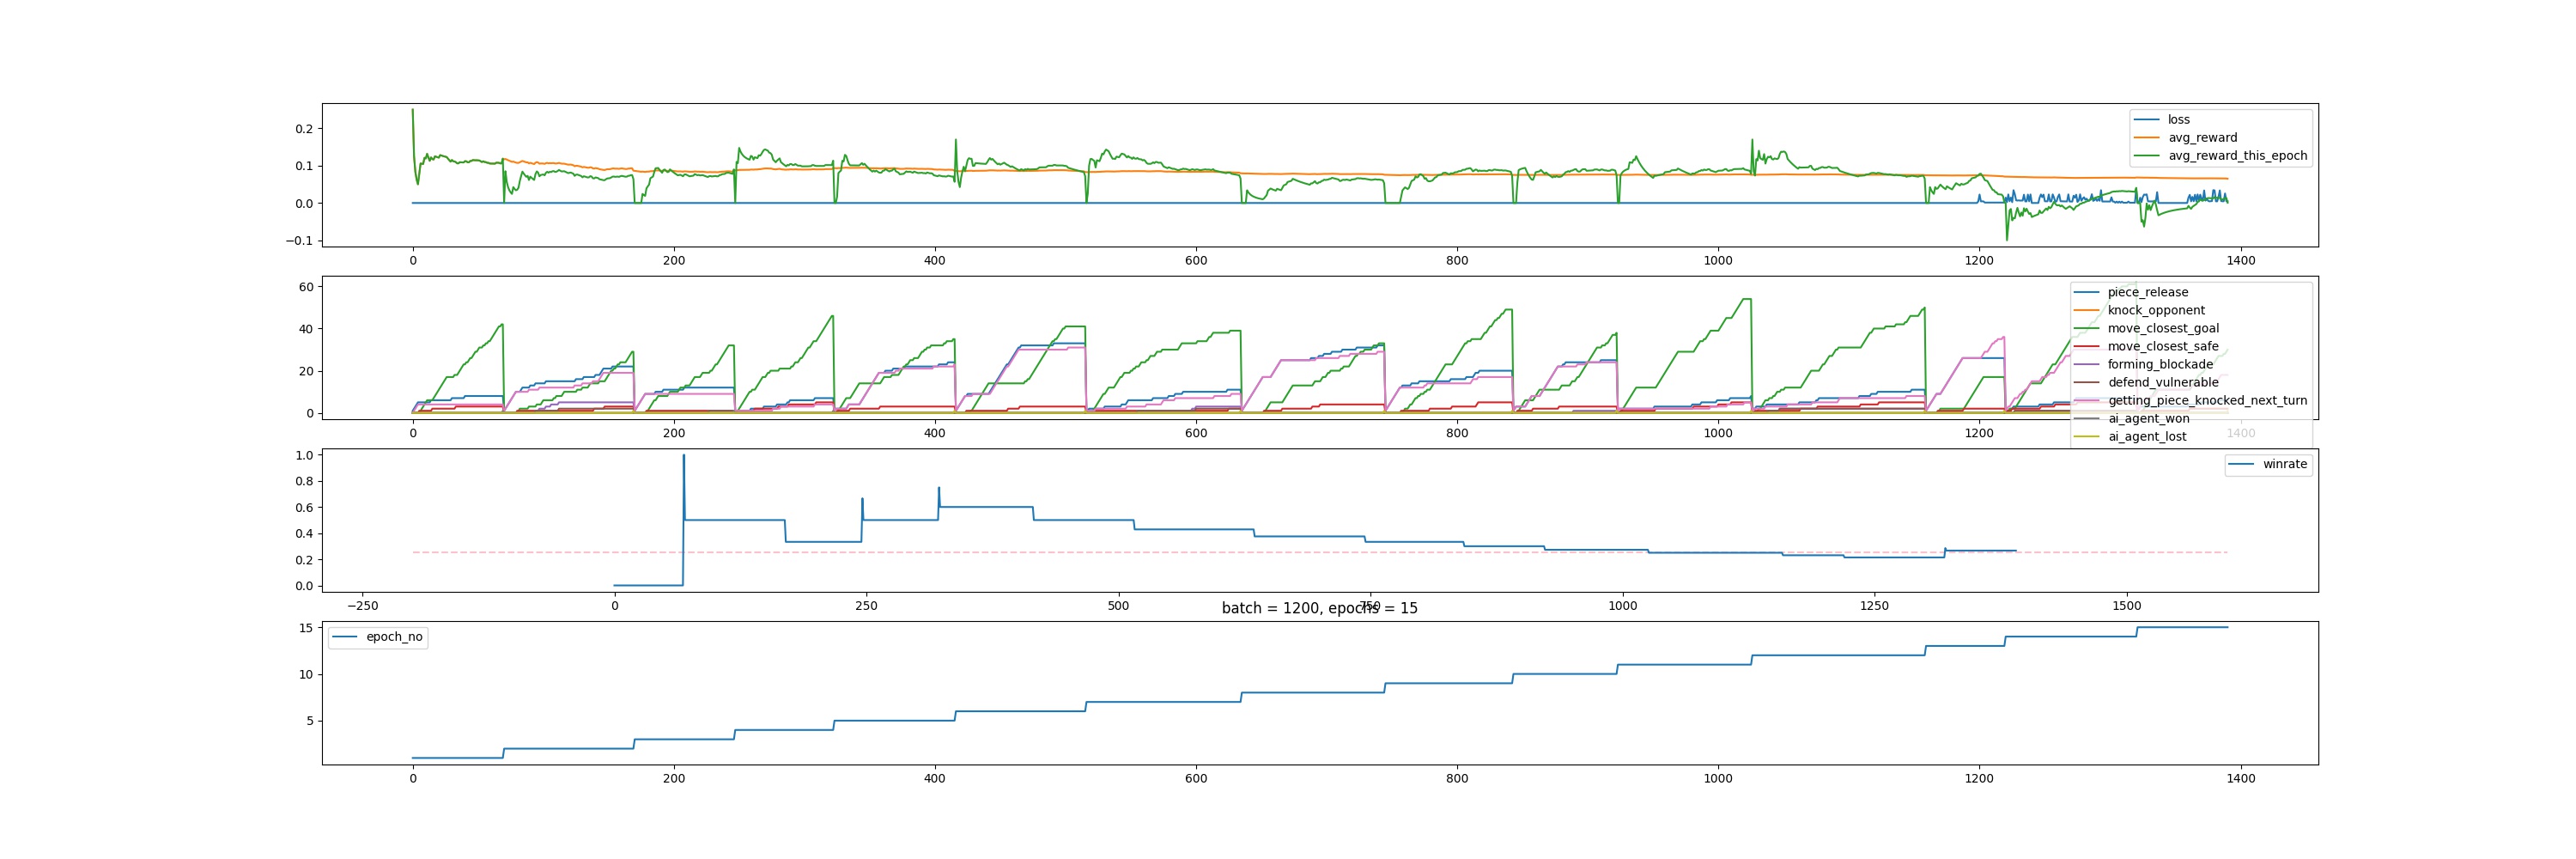 0.2
0.1
0.0
−0.1
loss
avg_reward
avg_reward_this_epoch
0 200 400 600 800 1000 1200 1400
60
40
20
0
piece_release
knock_opponent
move_closest_goal
move_closest_safe
forming_blockade
defend_vulnerable
getting_piece_knocked_next_turn
ai_agent_won
ai_agent_lost
0 200 400 600 800 1000 1200 1400
1.0
0.8
0.6
0.4
0.2
0.0
winrate
−250 0 250 500 750 1000 1250 1500
batch = 1200, epochs = 15
15
10
5
epoch_no
0 200 400 600 800 1000 1200 1400